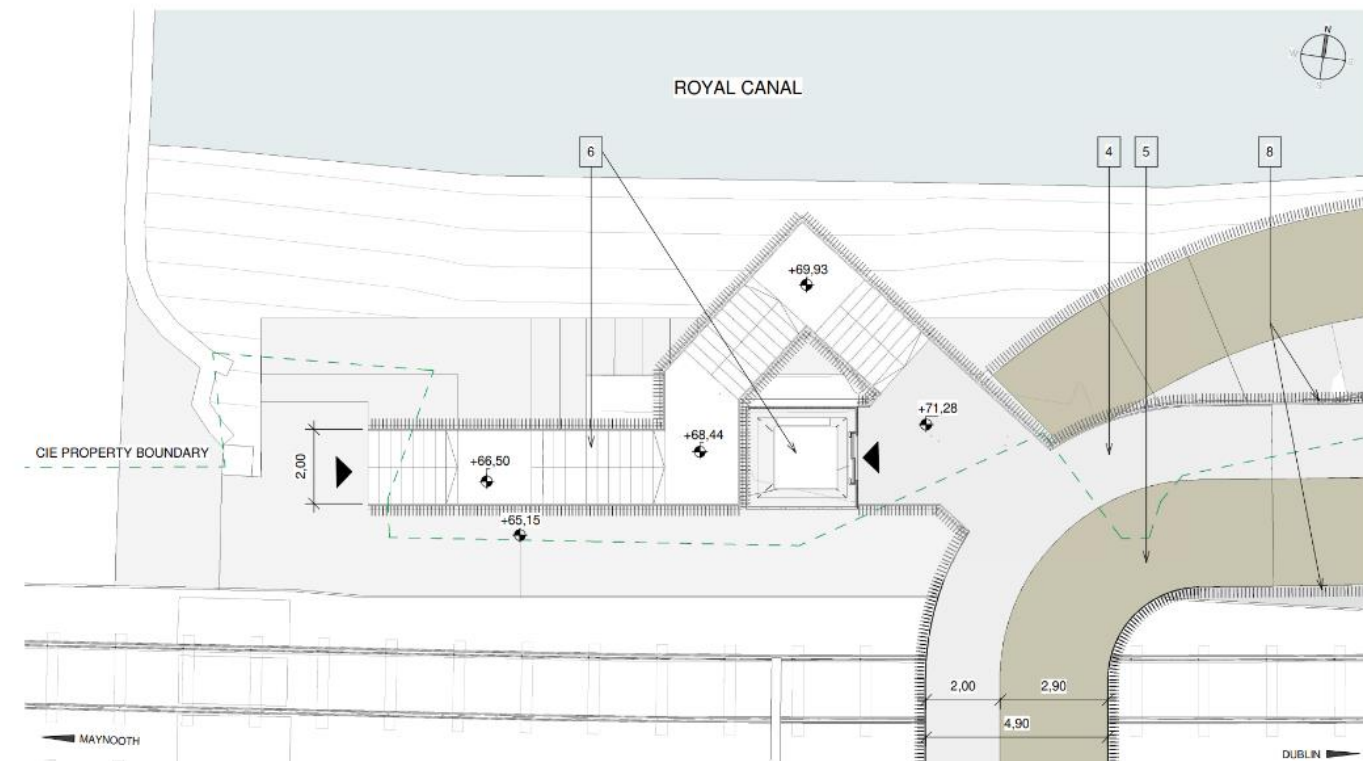 N
W
E
S
ROYAL CANAL
6
4
5
8
+69,93
+71,28
+68,44
CIE PROPERTY BOUNDARY
2,00
+66,50
+65,15
2,00
2,90
4,90
MAYNOOTH
DUBLIN